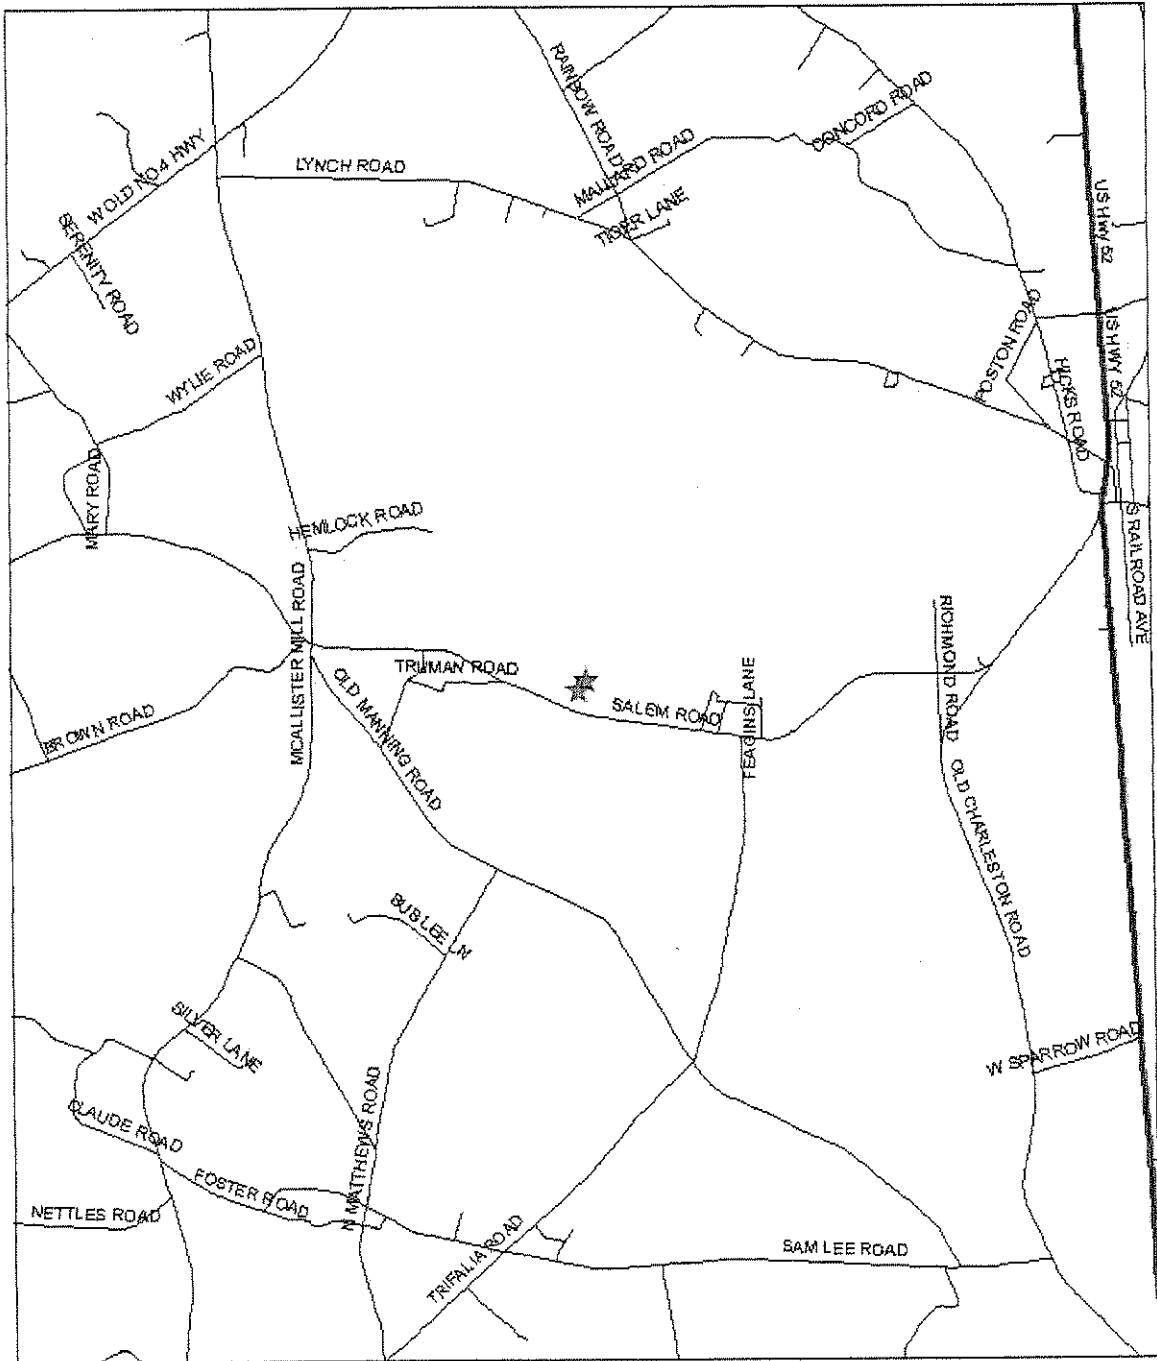 RAINBOW ROAD
CONCORD ROAD
LYNCH ROAD
MALLARD ROAD
W OLD NO.4 HWY
TIGER LANE
SERENITY ROAD
US HWY 52
POSTON ROAD
US HWY 52
HICKS ROAD
WYLIE ROAD
MARY ROAD
HEMLOCK ROAD
S RAILROAD AVE
MCALLISTER MILL ROAD
RICHMOND ROAD
TRUMAN ROAD
OLD MANNING ROAD
SALEM ROAD
FEAGINS LANE
BROWN ROAD
OLD CHARLESTON ROAD
BUB LEE LN
SILVER LANE
W SPARROW ROAD
CLAUDE ROAD
N MATTHEWS ROAD
FOSTER ROAD
NETTLES ROAD
TRIFALIA ROAD
SAM LEE ROAD